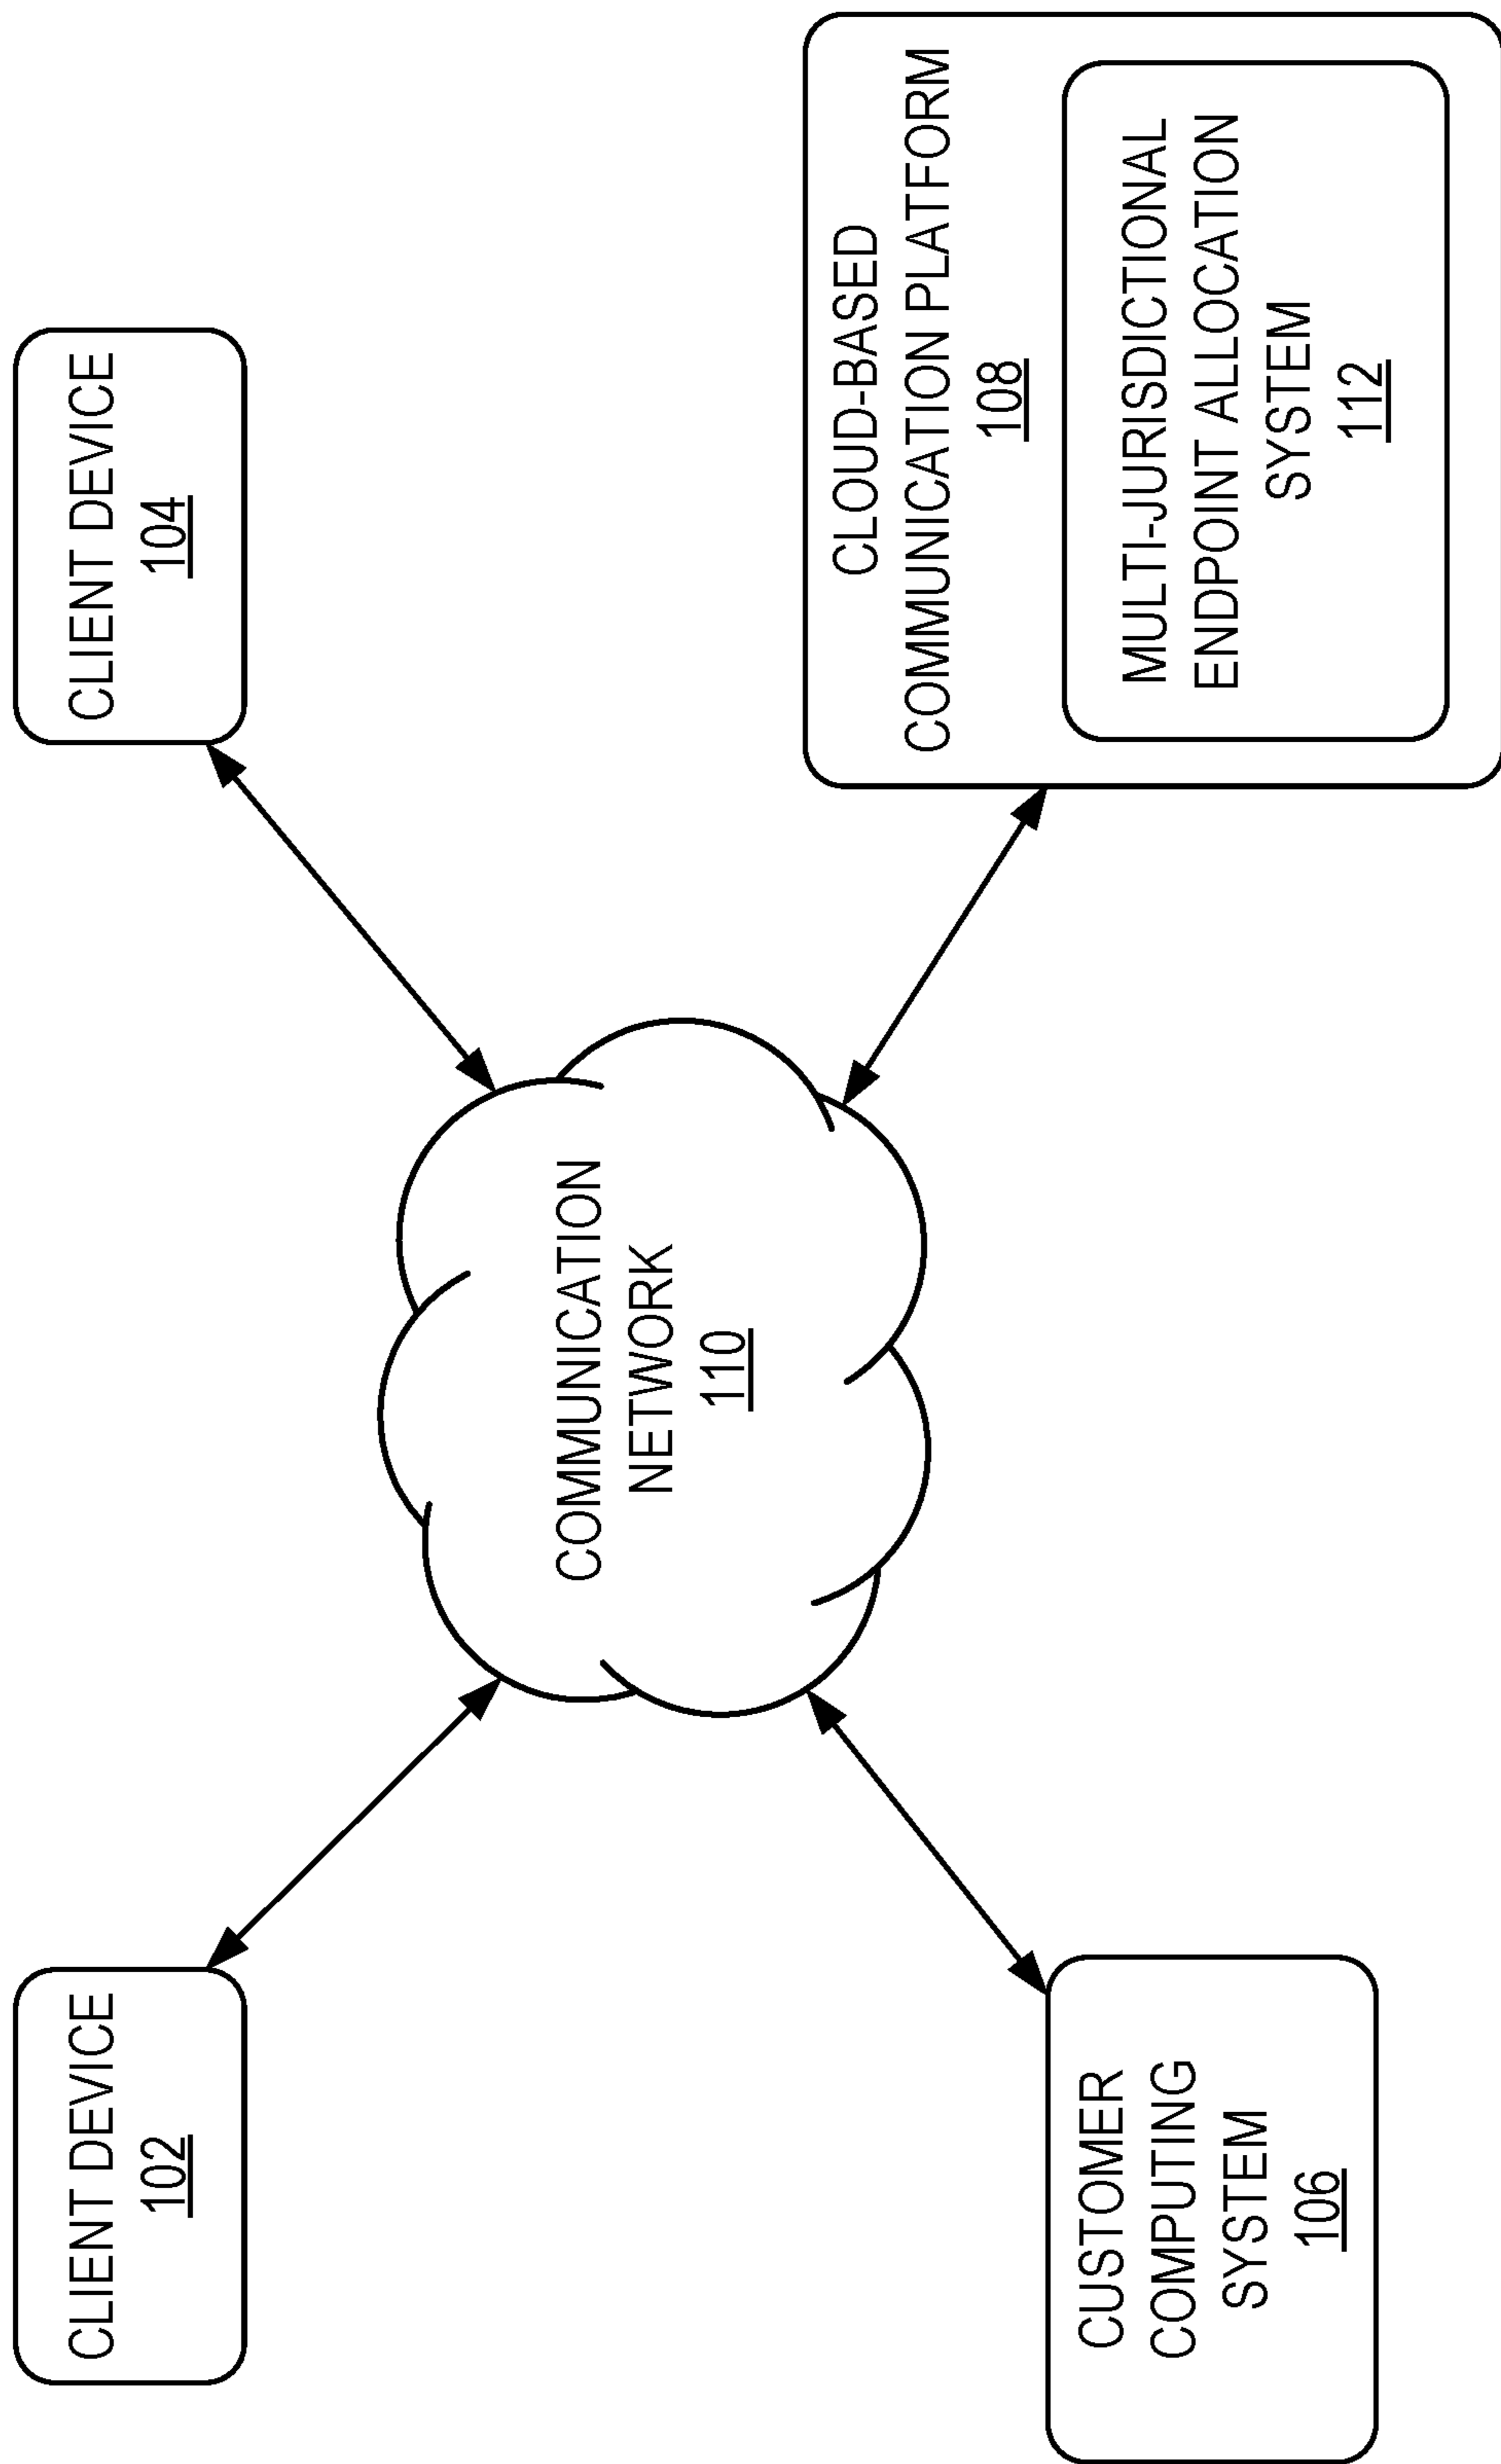 CLIENT DEVICE
102
CLIENT DEVICE
104
COMMUNICATION
NETWORK
110
CUSTOMER
COMPUTING
SYSTEM
106
CLOUD-BASED
COMMUNICATION PLATFORM
108
MULTI-JURISDICTIONAL
ENDPOINT ALLOCATION
SYSTEM
112